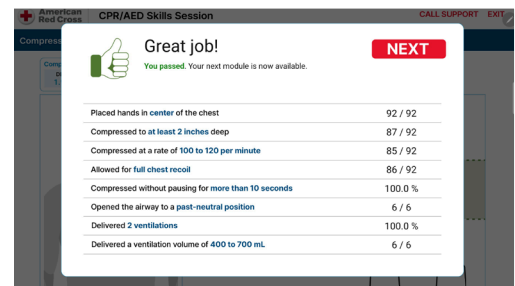 American
Red Cross
CPR/AED Skills Session
CALL SUPPORT EXIT
Compress
Comp
1.
Great job!
You passed. Your next module is now available.
NEXT
Placed hands in center of the chest 92 / 92
Compressed to at least 2 inches deep 87 / 92
Compressed at a rate of 100 to 120 per minute 85 / 92
Allowed for full chest recoil 86 / 92
Compressed without pausing for more than 10 seconds 100.0 %
Opened the airway to a past-neutral position 6 / 6
Delivered 2 ventilations 100.0 %
Delivered a ventilation volume of 400 to 700 mL 6 / 6